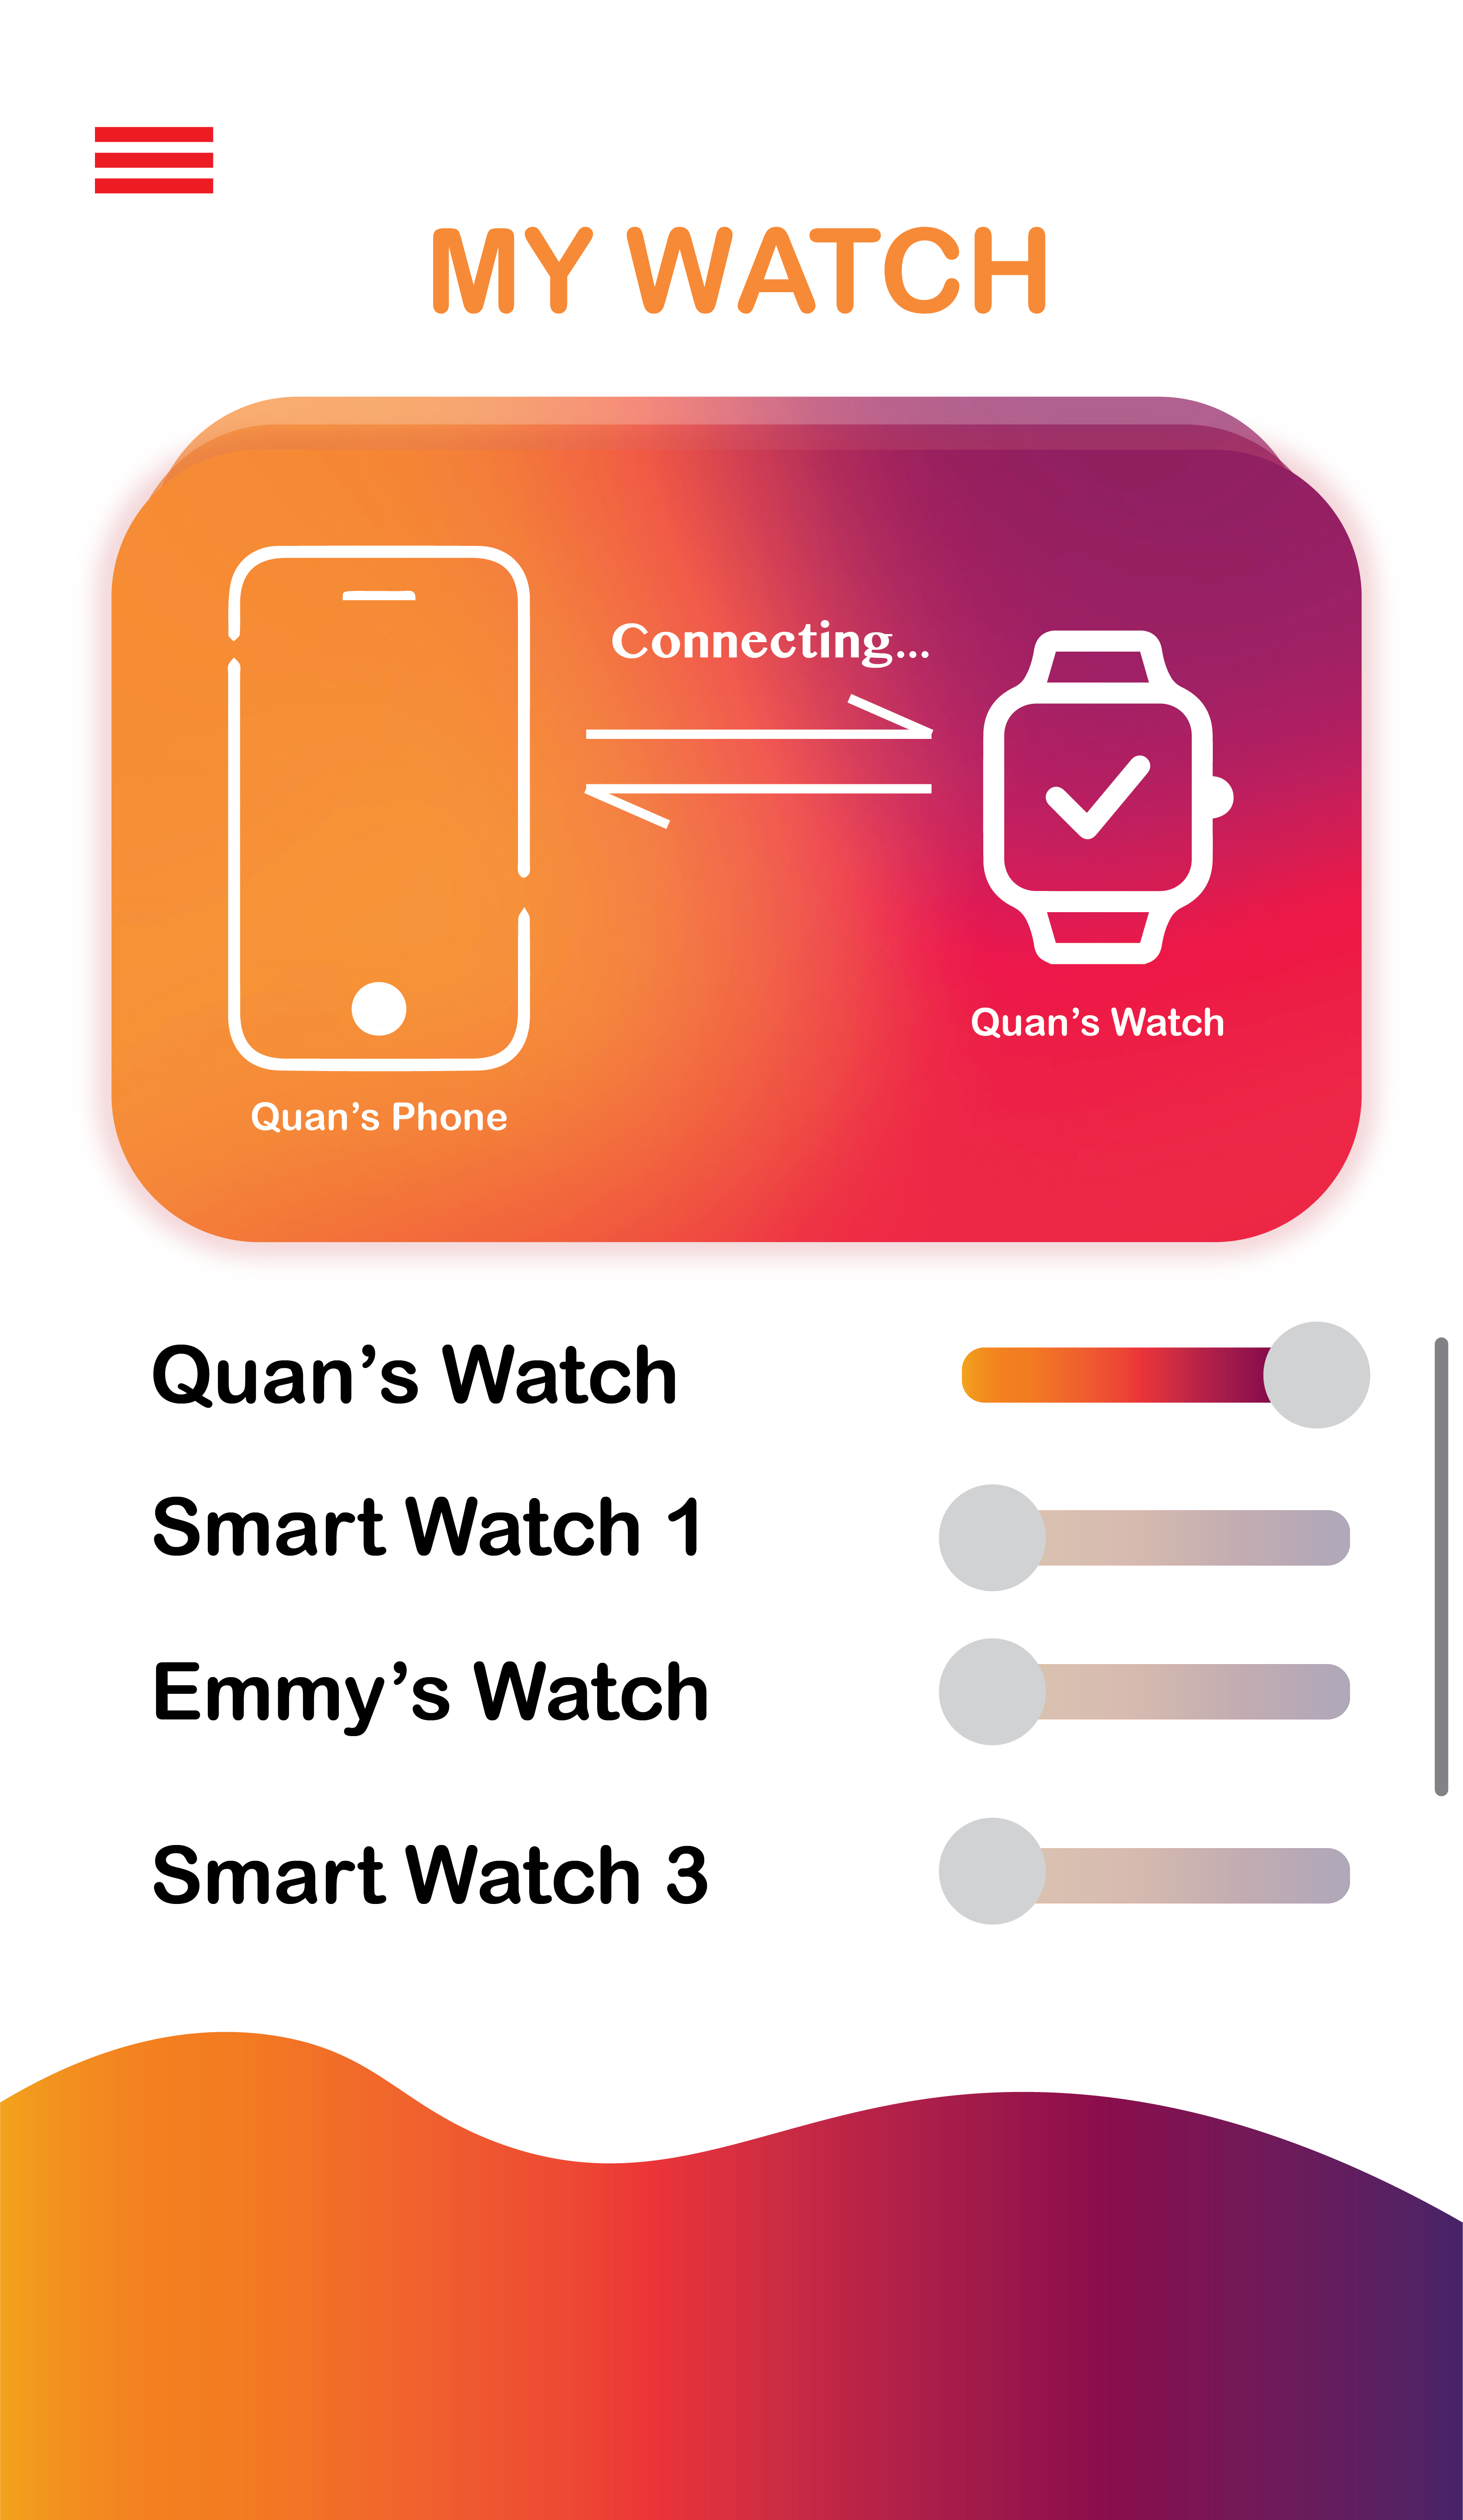 MY WATCH
Connecting...
Quan’s Watch
Quan’s Phone
Quan’s Watch
Smart Watch 1
Emmy’s Watch
Smart Watch 3